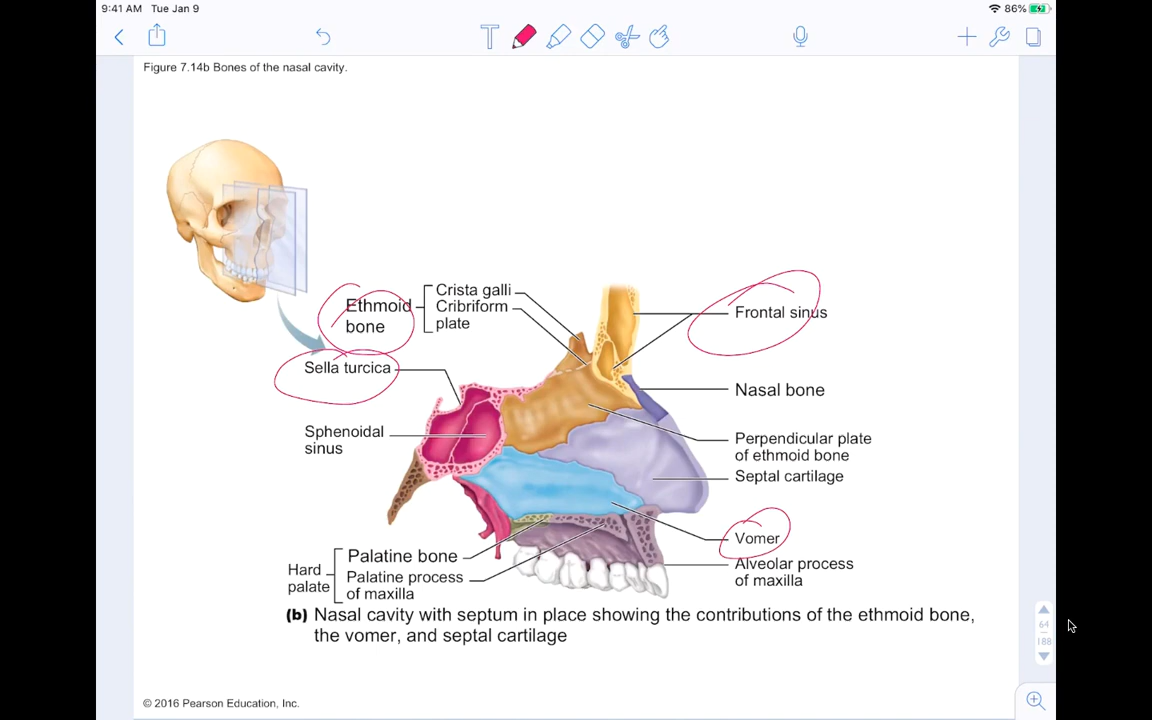 9:41 AM Tue Jan 9
86%
T
Figure 7.14b Bones of the nasal cavity.
Ethmoid
bone
Crista galli
Cribriform
plate
Sella turcica
Sphenoidal
sinus
Frontal sinus
Nasal bone
Perpendicular plate
of ethmoid bone
Septal cartilage
Vomer
Alveolar process
of maxilla
Hard
palate
Palatine bone
Palatine process
of maxilla
(b) Nasal cavity with septum in place showing the contributions of the ethmoid bone,
the vomer, and septal cartilage
64
188
© 2016 Pearson Education, Inc.